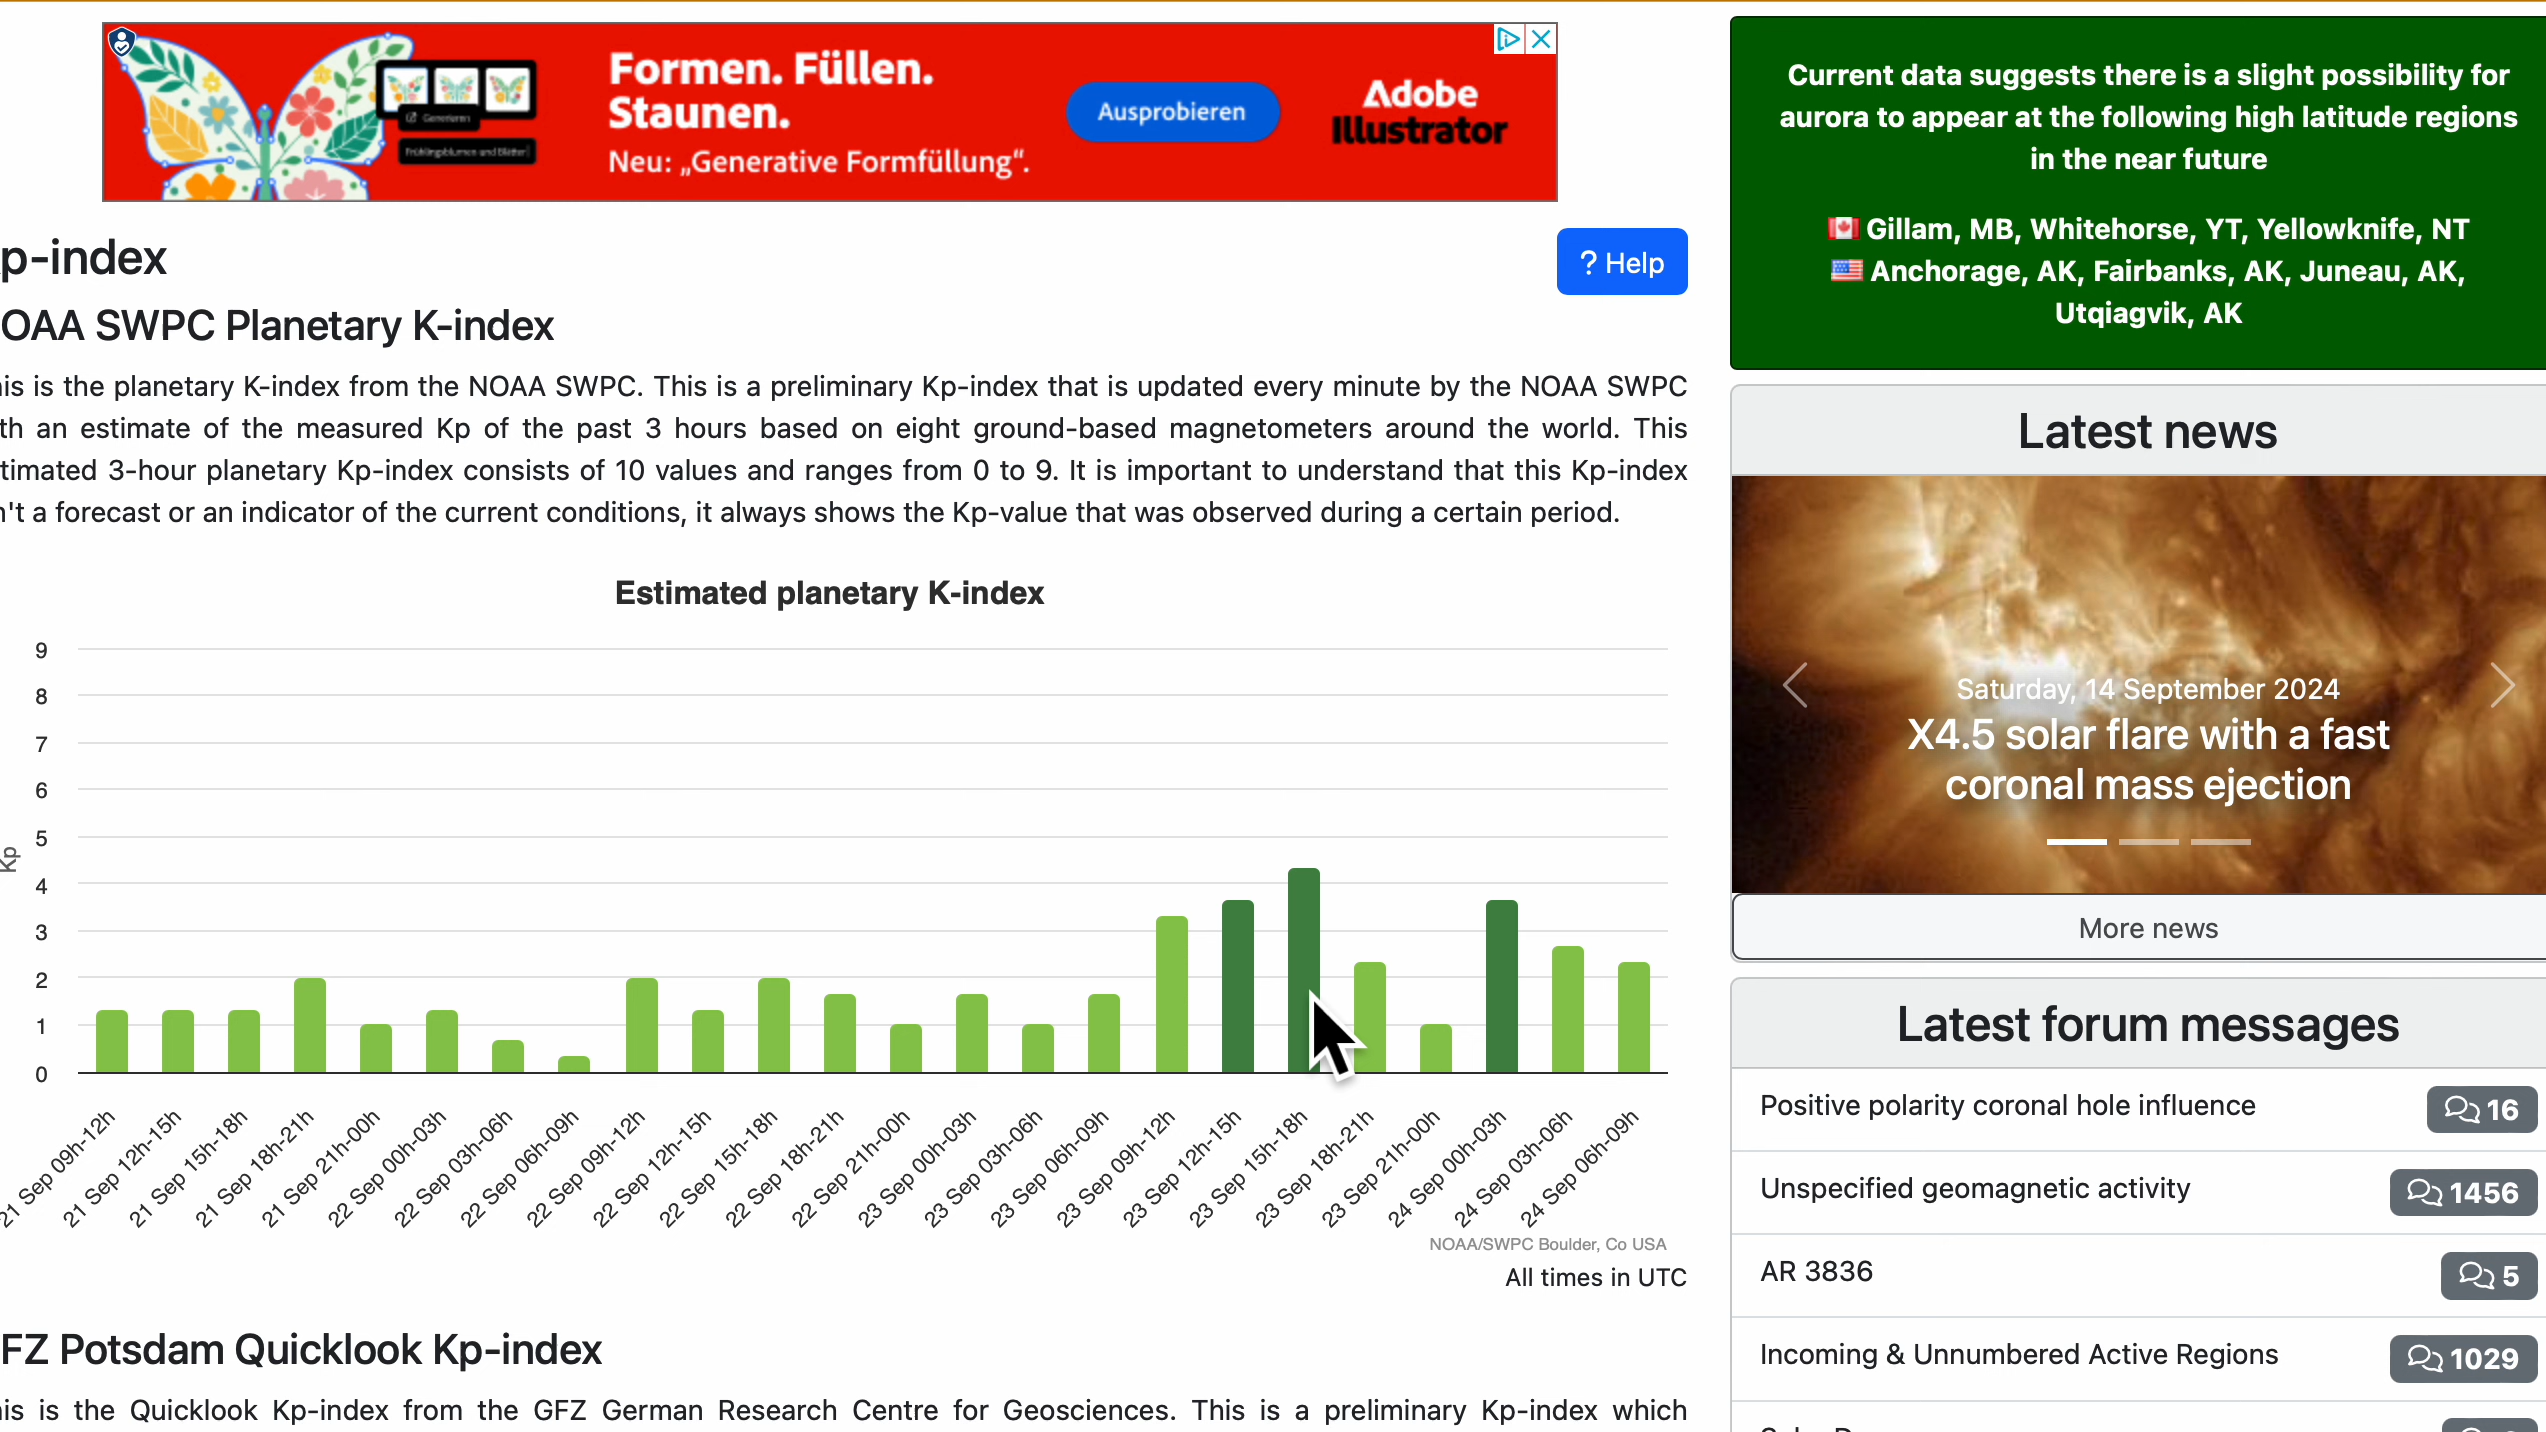 Formen. Füllen.
Staunen.
Neu: „Generative Formfüllung“.
Generieren
Frühlingsblumen und Blätter
Ausprobieren
Adobe
Illustrator
p-index
? Help
OAA SWPC Planetary K-index
is is the planetary K-index from the NOAA SWPC. This is a preliminary Kp-index that is updated every minute by the NOAA SWPC
th an estimate of the measured Kp of the past 3 hours based on eight ground-based magnetometers around the world. This
timated 3-hour planetary Kp-index consists of 10 values and ranges from 0 to 9. It is important to understand that this Kp-index
n't a forecast or an indicator of the current conditions, it always shows the Kp-value that was observed during a certain period.
Estimated planetary K-index
9
8
7
6
5
4
3
2
1
0
Kp
21 Sep 09h-12h
21 Sep 12h-15h
21 Sep 15h-18h
21 Sep 18h-21h
21 Sep 21h-00h
22 Sep 00h-03h
22 Sep 03h-06h
22 Sep 06h-09h
22 Sep 09h-12h
22 Sep 12h-15h
22 Sep 15h-18h
22 Sep 18h-21h
22 Sep 21h-00h
23 Sep 00h-03h
23 Sep 03h-06h
23 Sep 06h-09h
23 Sep 09h-12h
23 Sep 12h-15h
23 Sep 15h-18h
23 Sep 18h-21h
23 Sep 21h-00h
24 Sep 00h-03h
24 Sep 03h-06h
24 Sep 06h-09h
NOAA/SWPC Boulder, Co USA
All times in UTC
FZ Potsdam Quicklook Kp-index
is is the Quicklook Kp-index from the GFZ German Research Centre for Geosciences. This is a preliminary Kp-index which
Current data suggests there is a slight possibility for
aurora to appear at the following high latitude regions
in the near future
Gillam, MB, Whitehorse, YT, Yellowknife, NT
Anchorage, AK, Fairbanks, AK, Juneau, AK,
Utqiagvik, AK
Latest news
Saturday, 14 September 2024
X4.5 solar flare with a fast
coronal mass ejection
More news
Latest forum messages
Positive polarity coronal hole influence 16
Unspecified geomagnetic activity 1456
AR 3836 5
Incoming & Unnumbered Active Regions 1029